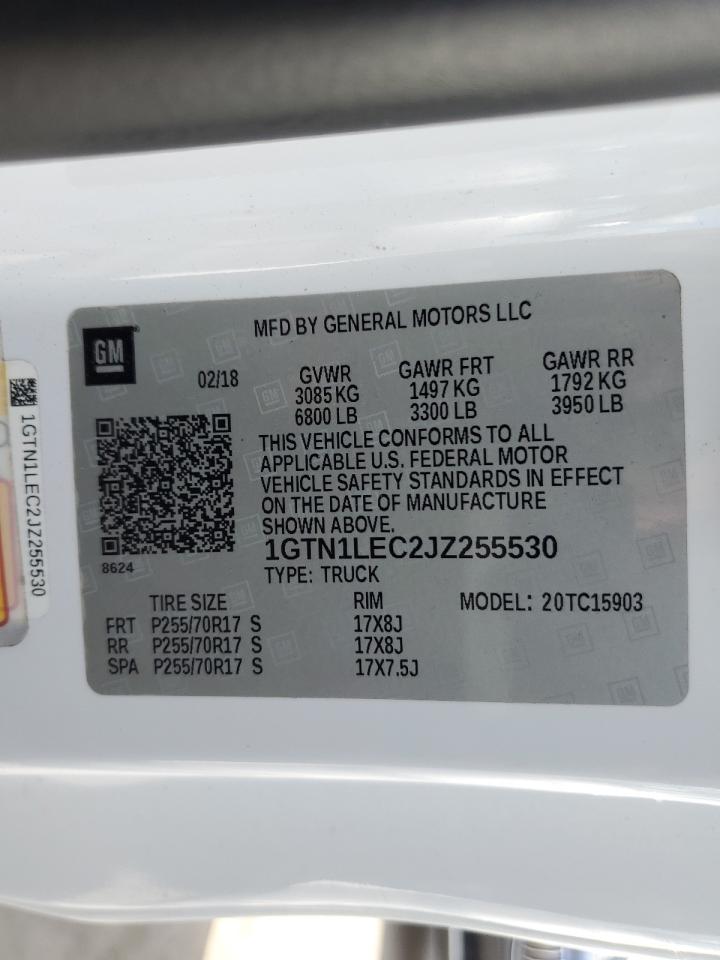 GM
MFD BY GENERAL MOTORS LLC
02/18 GVWR GAWR FRT GAWR RR
3085 KG 1497 KG 1792 KG
6800 LB 3300 LB 3950 LB
THIS VEHICLE CONFORMS TO ALL
APPLICABLE U.S. FEDERAL MOTOR
VEHICLE SAFETY STANDARDS IN EFFECT
ON THE DATE OF MANUFACTURE
SHOWN ABOVE.
8624
1GTN1LEC2JZ255530
TYPE: TRUCK
TIRE SIZE RIM MODEL: 20TC15903
FRT P255/70R17 S 17X8J
RR P255/70R17 S 17X8J
SPA P255/70R17 S 17X7.5J
1GTN1LEC2JZ255530